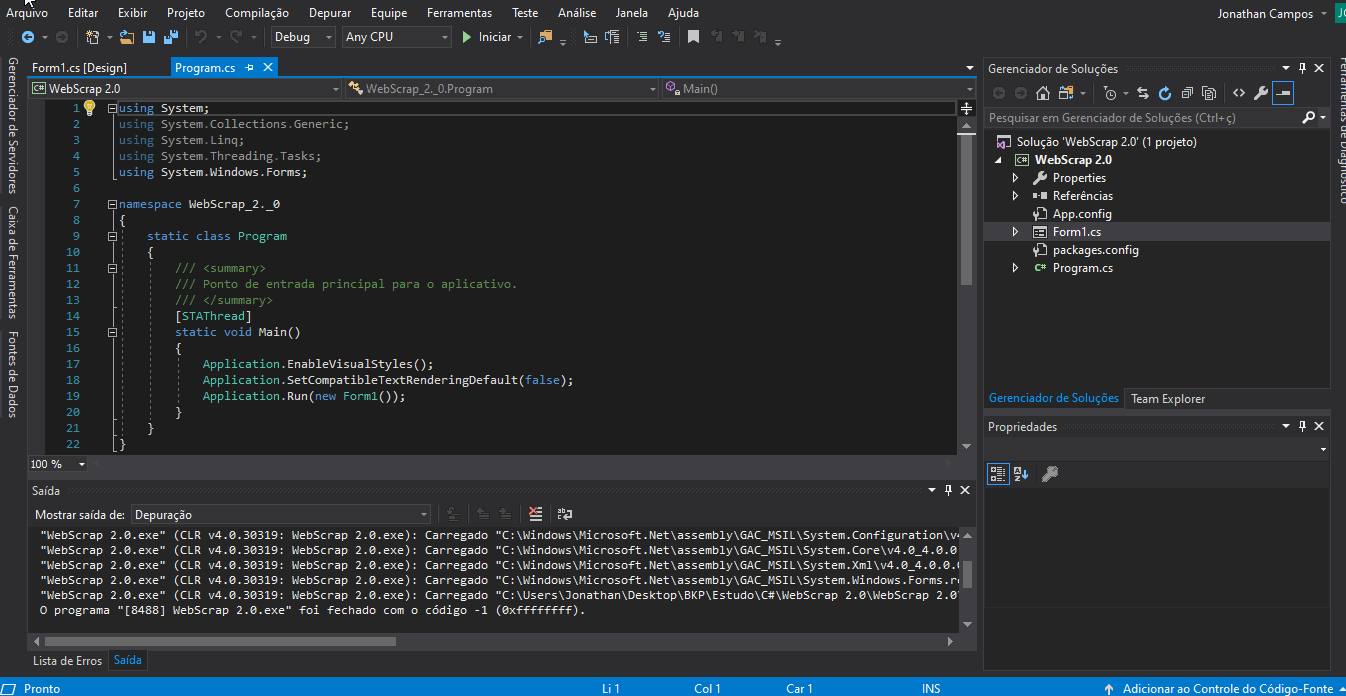 Arquivo Editar Exibir Projeto Compilação Depurar Equipe Ferramentas Teste Análise Janela Ajuda Jonathan Campos
Debug Any CPU Iniciar
Gerenciador de Servidores
Caixa de Ferramentas
Fontes de Dados
Form1.cs [Design] Program.cs
C# WebScrap 2.0 WebScrap_2._0.Program Main()
1 using System;
2 using System.Collections.Generic;
3 using System.Linq;
4 using System.Threading.Tasks;
5 using System.Windows.Forms;
6
7 namespace WebScrap_2._0
8 {
9 static class Program
10 {
11 /// <summary>
12 /// Ponto de entrada principal para o aplicativo.
13 /// </summary>
14 [STAThread]
15 static void Main()
16 {
17 Application.EnableVisualStyles();
18 Application.SetCompatibleTextRenderingDefault(false);
19 Application.Run(new Form1());
20 }
21 }
22 }
100 %
Saída
Mostrar saída de: Depuração
"WebScrap 2.0.exe" (CLR v4.0.30319: WebScrap 2.0.exe): Carregado "C:\Windows\Microsoft.Net\assembly\GAC_MSIL\System.Configuration\v4
"WebScrap 2.0.exe" (CLR v4.0.30319: WebScrap 2.0.exe): Carregado "C:\Windows\Microsoft.Net\assembly\GAC_MSIL\System.Core\v4.0_4.0.0.
"WebScrap 2.0.exe" (CLR v4.0.30319: WebScrap 2.0.exe): Carregado "C:\Windows\Microsoft.Net\assembly\GAC_MSIL\System.Xml\v4.0_4.0.0.0
"WebScrap 2.0.exe" (CLR v4.0.30319: WebScrap 2.0.exe): Carregado "C:\Windows\Microsoft.Net\assembly\GAC_MSIL\System.Windows.Forms.re
"WebScrap 2.0.exe" (CLR v4.0.30319: WebScrap 2.0.exe): Carregado "C:\Users\Jonathan\Desktop\BKP\Estudo\C#\WebScrap 2.0\WebScrap 2.0\
O programa "[8488] WebScrap 2.0.exe" foi fechado com o código -1 (0xffffffff).
Lista de Erros Saída
Gerenciador de Soluções
Pesquisar em Gerenciador de Soluções (Ctrl+ç)
Solução 'WebScrap 2.0' (1 projeto)
C# WebScrap 2.0
Properties
Referências
App.config
Form1.cs
packages.config
C# Program.cs
Gerenciador de Soluções Team Explorer
Propriedades
Ferramentas de Diagnóstico
Pronto Li 1 Col 1 Car 1 INS Adicionar ao Controle do Código-Fonte